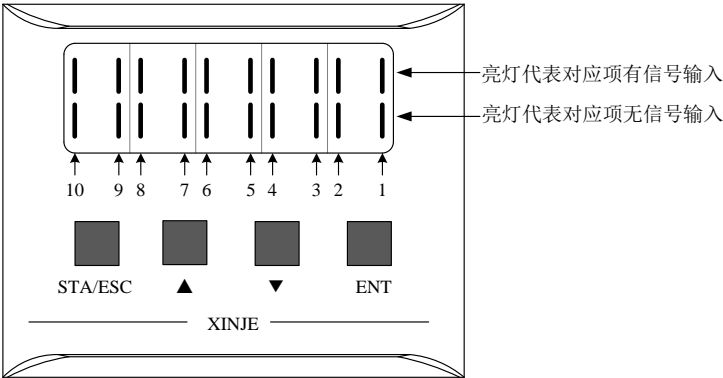 亮灯代表对应项有信号输入
亮灯代表对应项无信号输入
10 9 8 7 6 5 4 3 2 1
STA/ESC ▲ ▼ ENT
XINJE